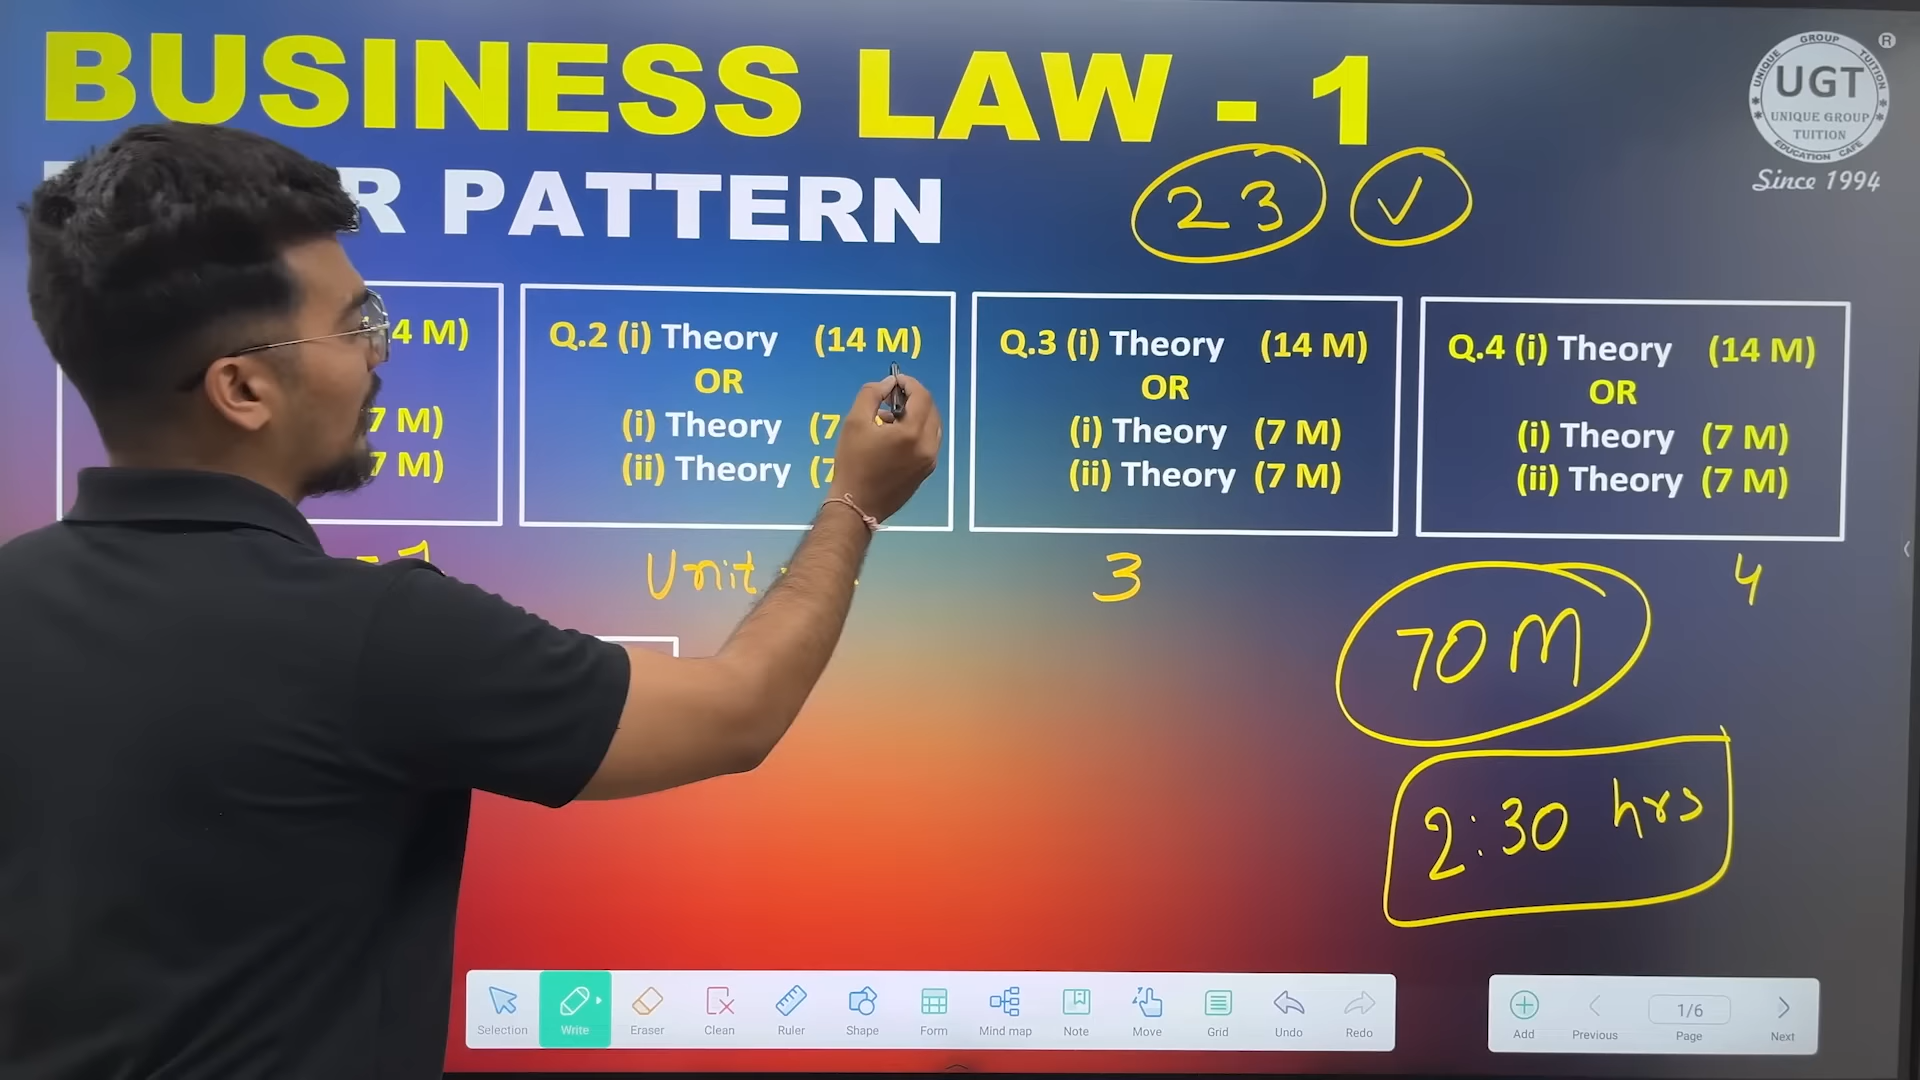 BUSINESS LAW - 1
PATTERN
23
UNIQUE GROUP TUITION
UGT
UNIQUE GROUP
TUITION
EDUCATION CAFE
®
Since 1994
4 M)
7 M)
7 M)
Q.2 (i) Theory (14 M)
OR
(i) Theory (7
(ii) Theory (7
Q.3 (i) Theory (14 M)
OR
(i) Theory (7 M)
(ii) Theory (7 M)
Q.4 (i) Theory (14 M)
OR
(i) Theory (7 M)
(ii) Theory (7 M)
Unit
3
4
70 M
2:30 hrs
Selection
Write
Eraser
Clean
Ruler
Shape
Form
Mind map
Note
Move
Grid
Undo
Redo
Add
Previous
1/6
Page
Next